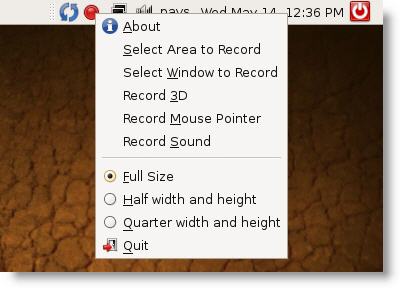 navs Wed May 14, 12:36 PM
About
Select Area to Record
Select Window to Record
Record 3D
Record Mouse Pointer
Record Sound
Full Size
Half width and height
Quarter width and height
Quit